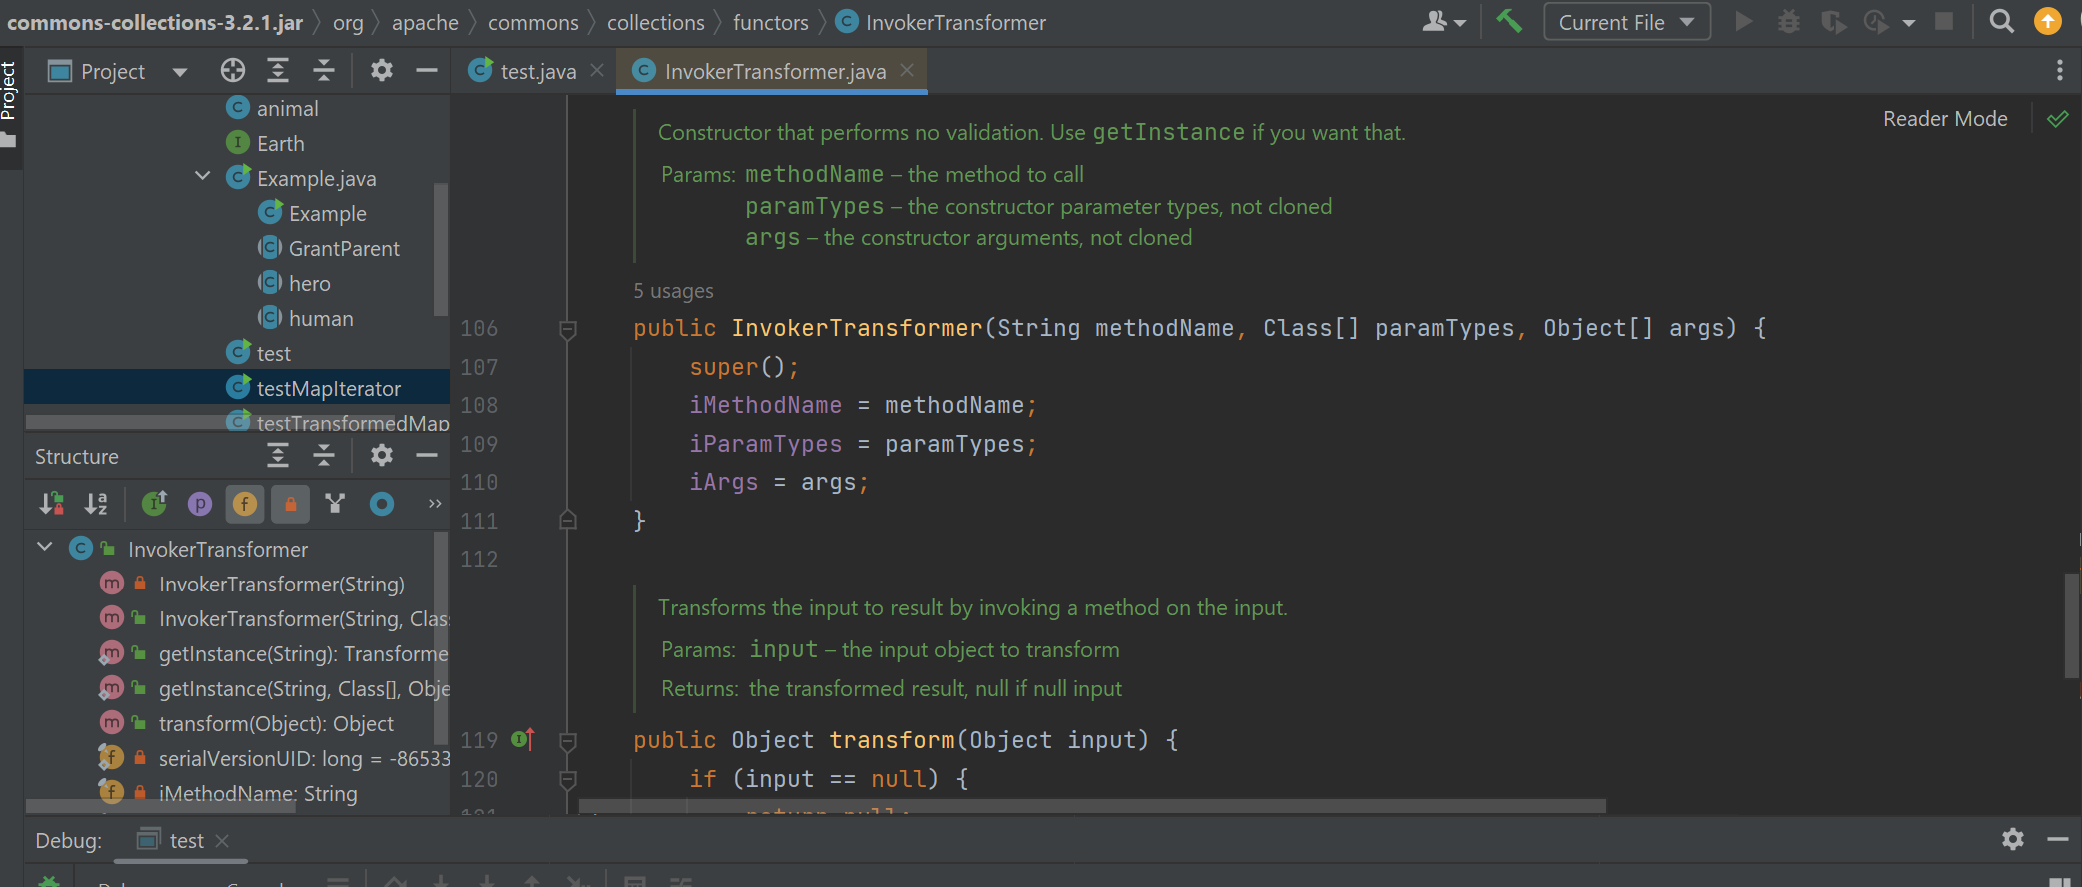 commons-collections-3.2.1.jar org apache commons collections functors InvokerTransformer
Current File
Project
Project
test.java
InvokerTransformer.java
animal
Earth
Example.java
Example
GrantParent
hero
human
test
testMapIterator
testTransformedMap
Structure
InvokerTransformer
InvokerTransformer(String)
InvokerTransformer(String, Clas
getInstance(String): Transforme
getInstance(String, Class[], Obje
transform(Object): Object
serialVersionUID: long = -86533
iMethodName: String
Reader Mode
Constructor that performs no validation. Use getInstance if you want that.
Params: methodName – the method to call
paramTypes – the constructor parameter types, not cloned
args – the constructor arguments, not cloned
5 usages
106 public InvokerTransformer(String methodName, Class[] paramTypes, Object[] args) {
107 super();
108 iMethodName = methodName;
109 iParamTypes = paramTypes;
110 iArgs = args;
111 }
112
Transforms the input to result by invoking a method on the input.
Params: input – the input object to transform
Returns: the transformed result, null if null input
119 public Object transform(Object input) {
120 if (input == null) {
return null;
Debug:
test